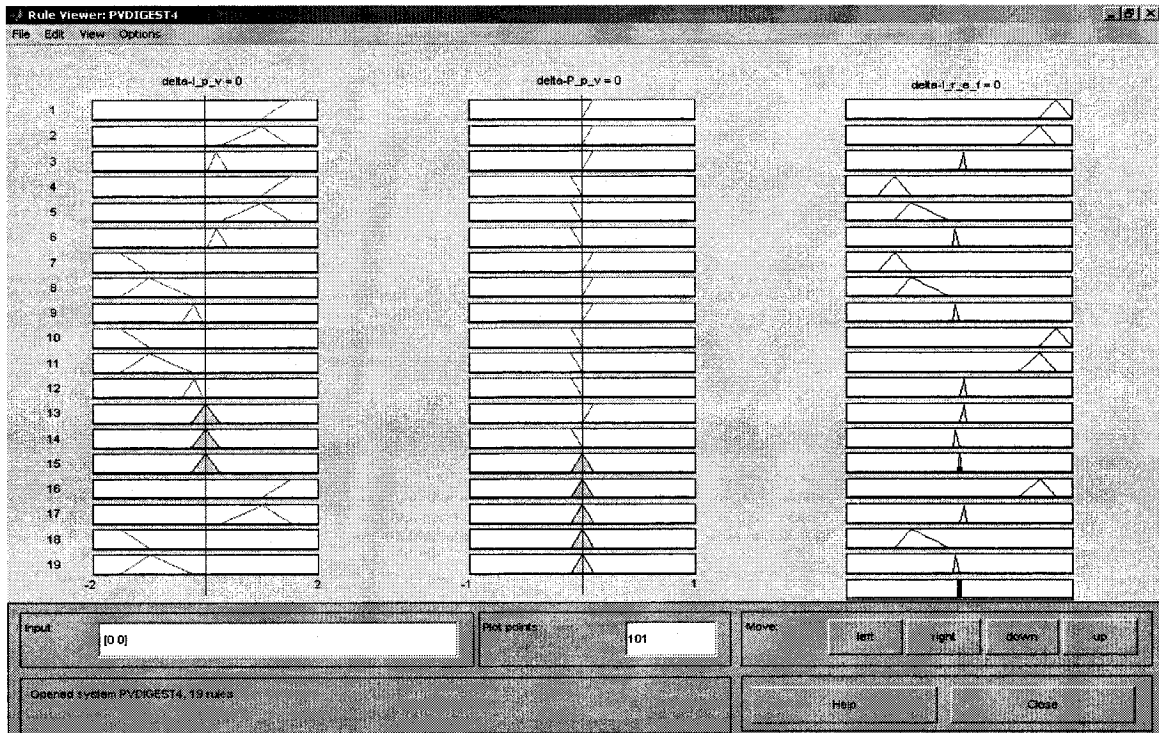 Rule Viewer: PVDIGEST4
File Edit View Options
delta-I_p_v = 0
delta-P_p_v = 0
delta-I_r_e_f = 0
1
2
3
4
5
6
7
8
9
10
11
12
13
14
15
16
17
18
19
-2
2
-1
1
Input:
[0 0]
Plot points:
101
Move:
left
right
down
up
Opened system PVDIGEST4, 19 rules
Help
Close